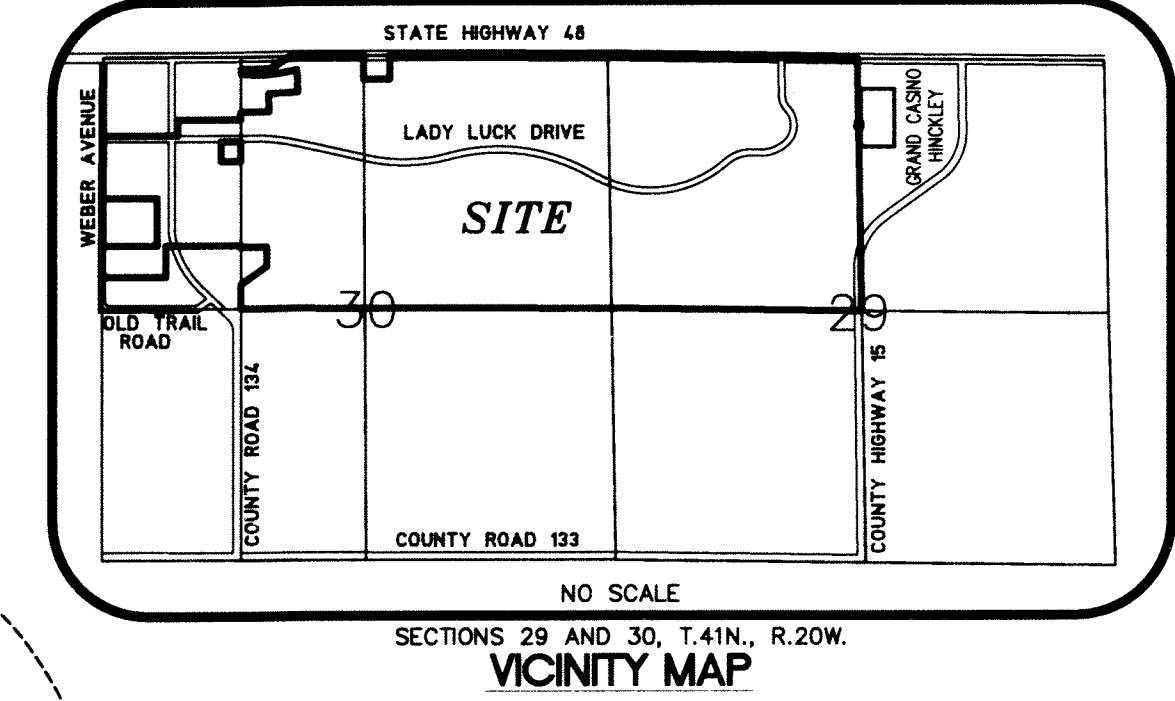 STATE HIGHWAY 48
WEBER AVENUE
LADY LUCK DRIVE
GRAND CASINO
HINCKLEY
SITE
30
29
OLD TRAIL
ROAD
COUNTY ROAD 134
COUNTY HIGHWAY 15
COUNTY ROAD 133
NO SCALE
SECTIONS 29 AND 30, T.41N., R.20W.
VICINITY MAP